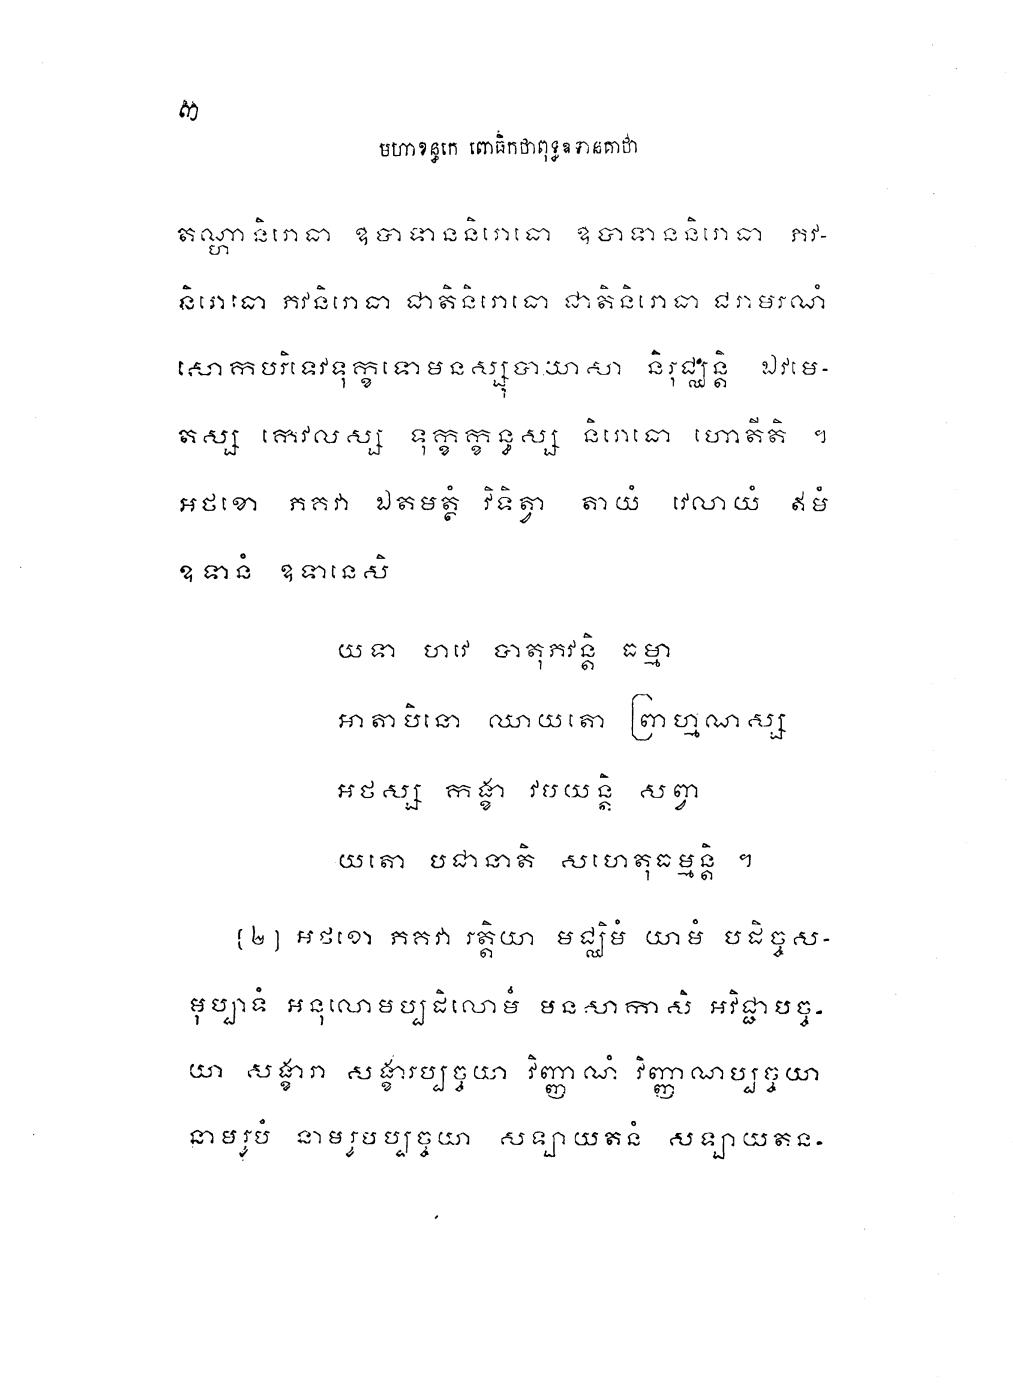 ៣
មហាខន្ធកេ ពោធិកថាពុទ្ធឧទានគាថា
តណ្ហានិរោធា ឧបាទាននិរោធោ ឧបាទាននិរោធា ភវ-
និរោធោ ភវនិរោធា ជាតិនិរោធោ ជាតិនិរោធា ជរាមរណំ
សោកបរិទេវទុក្ខទោមនស្សុបាយាសា និរុជ្ឈន្តិ ឯវមេ-
តស្ស កេវលស្ស ទុក្ខក្ខន្ធស្ស និរោធោ ហោតីតិ ។
អថខោ ភគវា ឯតមត្ថំ វិទិត្វា តាយំ វេលាយំ ឥមំ
ឧទានំ ឧទានេសិ
យទា ហវេ បាតុភវន្តិ ធម្មា
អាតាបិនោ ឈាយតោ ព្រាហ្មណស្ស
អថស្ស កង្ខា វបយន្តិ សព្វា
យតោ បជានាតិ សហេតុធម្មន្តិ ។
[២] អថខោ ភគវា រត្តិយា មជ្ឈិមំ យាមំ បដិច្ចស-
មុប្បាទំ អនុលោមប្បដិលោមំ មនសាកាសិ អវិជ្ជាបច្ច-
យា សង្ខារា សង្ខារប្បច្ចយា វិញ្ញាណំ វិញ្ញាណប្បច្ចយា
នាមរូបំ នាមរូបប្បច្ចយា សឡាយតនំ សឡាយតន-